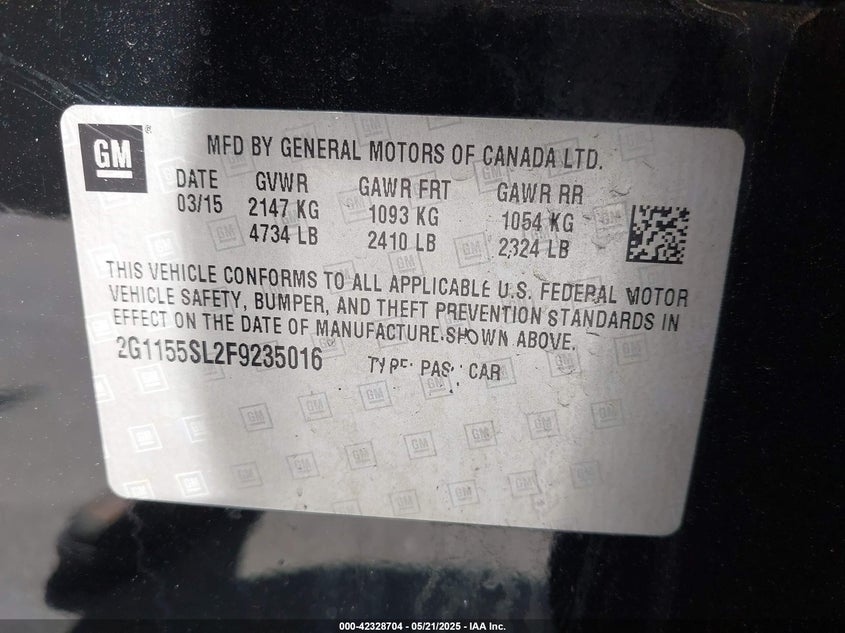 GM
MFD BY GENERAL MOTORS OF CANADA LTD.
DATE GVWR GAWR FRT GAWR RR
03/15 2147 KG 1093 KG 1054 KG
4734 LB 2410 LB 2324 LB
THIS VEHICLE CONFORMS TO ALL APPLICABLE U.S. FEDERAL MOTOR
VEHICLE SAFETY, BUMPER, AND THEFT PREVENTION STANDARDS IN
EFFECT ON THE DATE OF MANUFACTURE SHOWN ABOVE.
2G1155SL2F9235016 TYPE: PAS. CAR
000-42328704 — 05/21/2025 — IAA Inc.